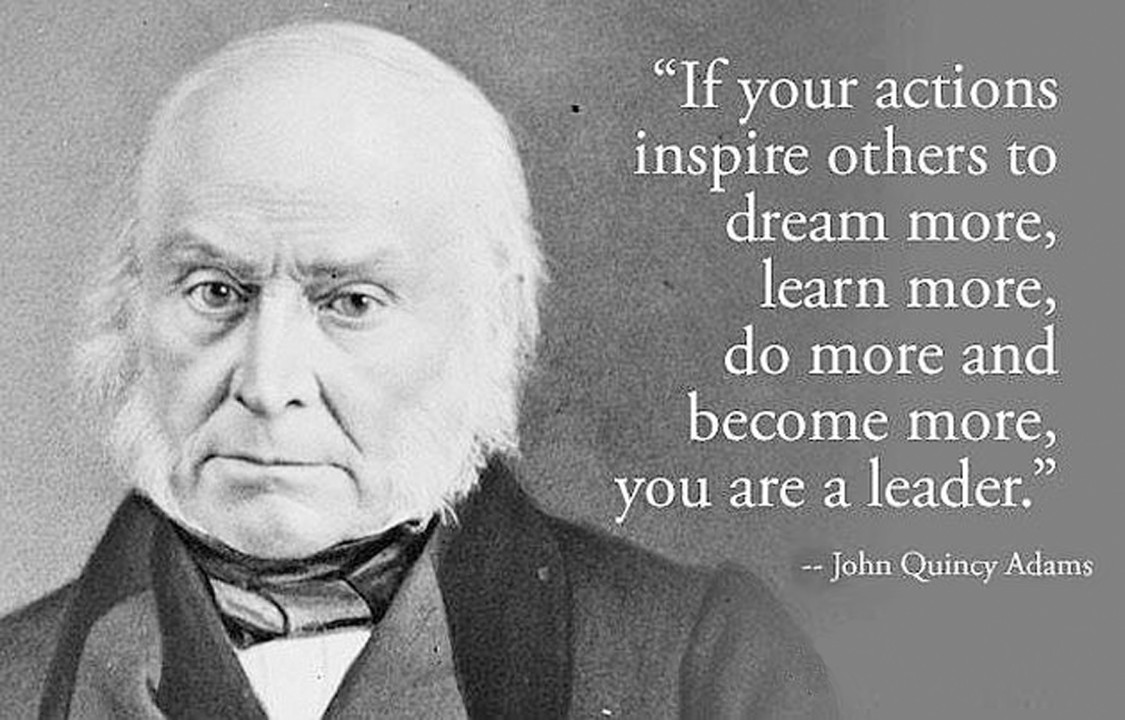 “If your actions
inspire others to
dream more,
learn more,
do more and
become more,
you are a leader.”
-- John Quincy Adams